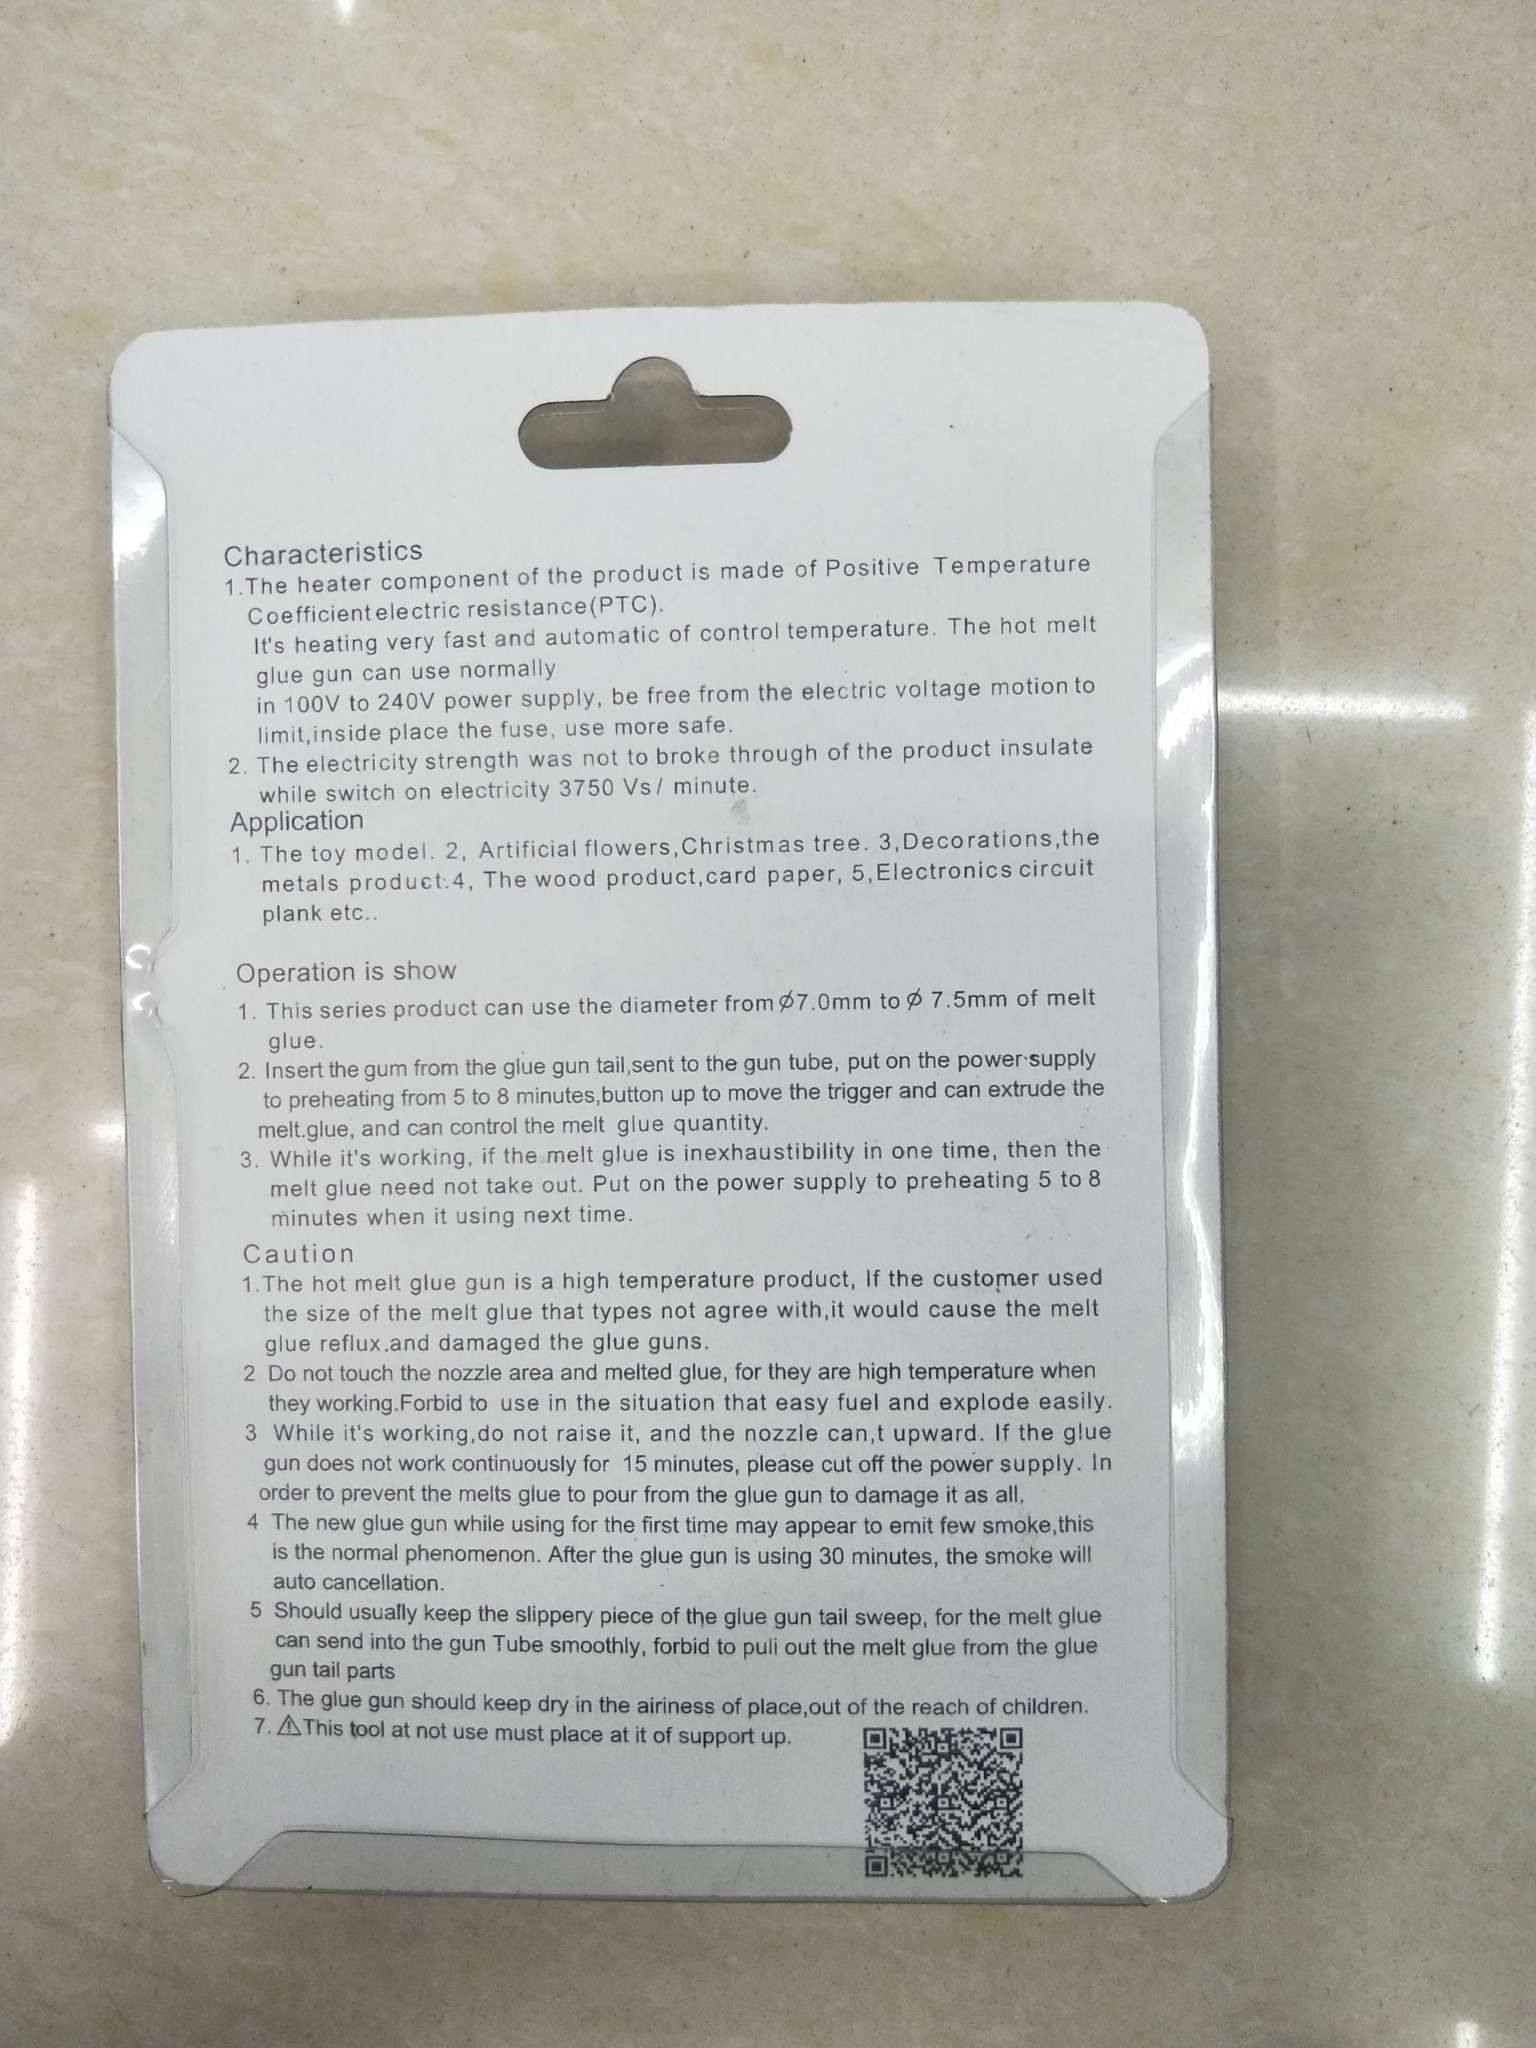 Characteristics
1.The heater component of the product is made of Positive Temperature
Coefficient electric resistance(PTC).
It's heating very fast and automatic of control temperature. The hot melt
glue gun can use normally
in 100V to 240V power supply, be free from the electric voltage motion to
limit,inside place the fuse, use more safe.
2. The electricity strength was not to broke through of the product insulate
while switch on electricity 3750 Vs/ minute.
Application
1. The toy model. 2, Artificial flowers,Christmas tree. 3,Decorations,the
metals product.4, The wood product,card paper, 5,Electronics circuit
plank etc..
Operation is show
1. This series product can use the diameter from Ø7.0mm to Ø 7.5mm of melt
glue.
2. Insert the gum from the glue gun tail,sent to the gun tube, put on the power supply
to preheating from 5 to 8 minutes,button up to move the trigger and can extrude the
melt.glue, and can control the melt glue quantity.
3. While it's working, if the melt glue is inexhaustibility in one time, then the
melt glue need not take out. Put on the power supply to preheating 5 to 8
minutes when it using next time.
Caution
1.The hot melt glue gun is a high temperature product, If the customer used
the size of the melt glue that types not agree with,it would cause the melt
glue reflux.and damaged the glue guns.
2 Do not touch the nozzle area and melted glue, for they are high temperature when
they working.Forbid to use in the situation that easy fuel and explode easily.
3 While it's working,do not raise it, and the nozzle can,t upward. If the glue
gun does not work continuously for 15 minutes, please cut off the power supply. In
order to prevent the melts glue to pour from the glue gun to damage it as all.
4 The new glue gun while using for the first time may appear to emit few smoke,this
is the normal phenomenon. After the glue gun is using 30 minutes, the smoke will
auto cancellation.
5 Should usually keep the slippery piece of the glue gun tail sweep, for the melt glue
can send into the gun Tube smoothly, forbid to puli out the melt glue from the glue
gun tail parts
6. The glue gun should keep dry in the airiness of place,out of the reach of children.
7. ⚠This tool at not use must place at it of support up.